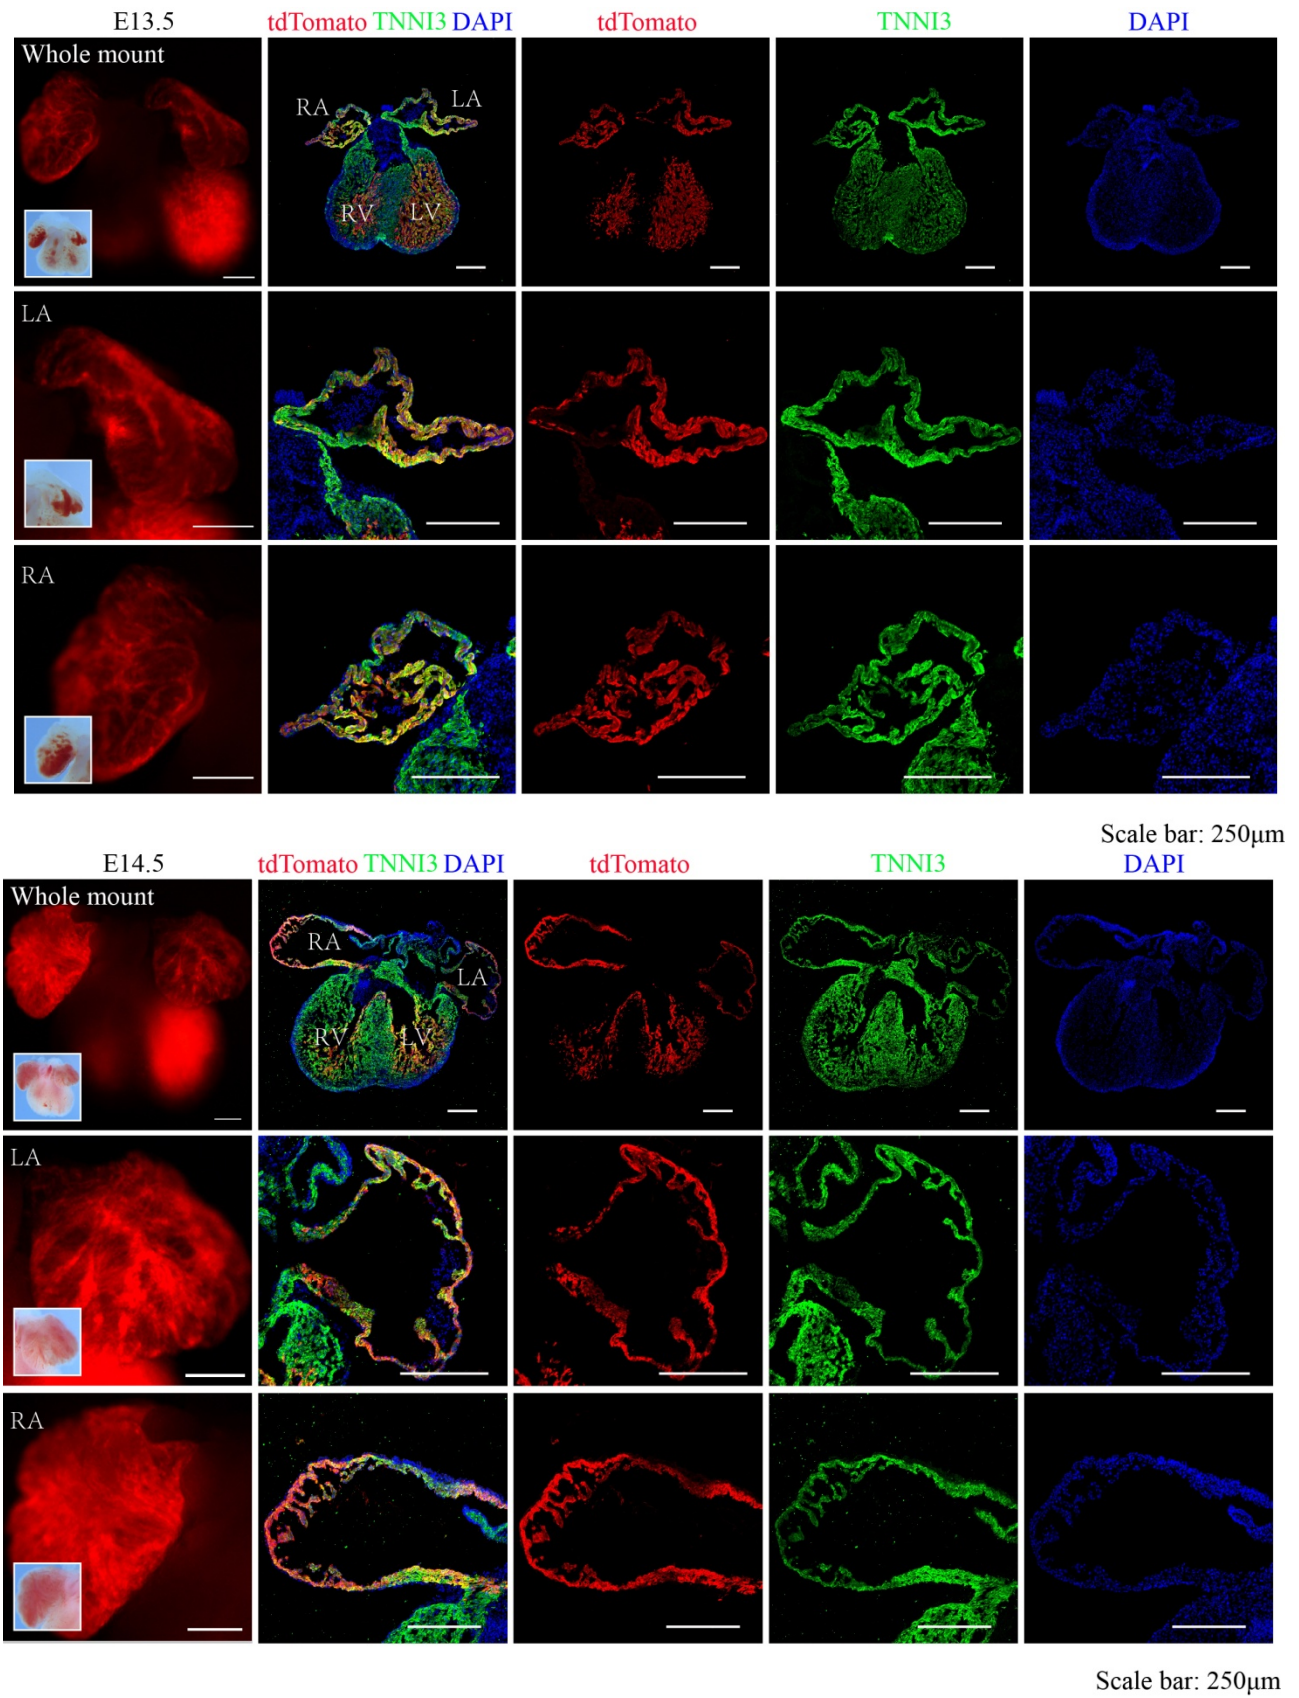 E13.5 tdTomato TNNI3 DAPI tdTomato TNNI3 DAPI
Whole mount
RA LA
RV LV
LA
RA
Scale bar: 250μm
E14.5 tdTomato TNNI3 DAPI tdTomato TNNI3 DAPI
Whole mount
RA
LA
RV LV
LA
RA
Scale bar: 250μm